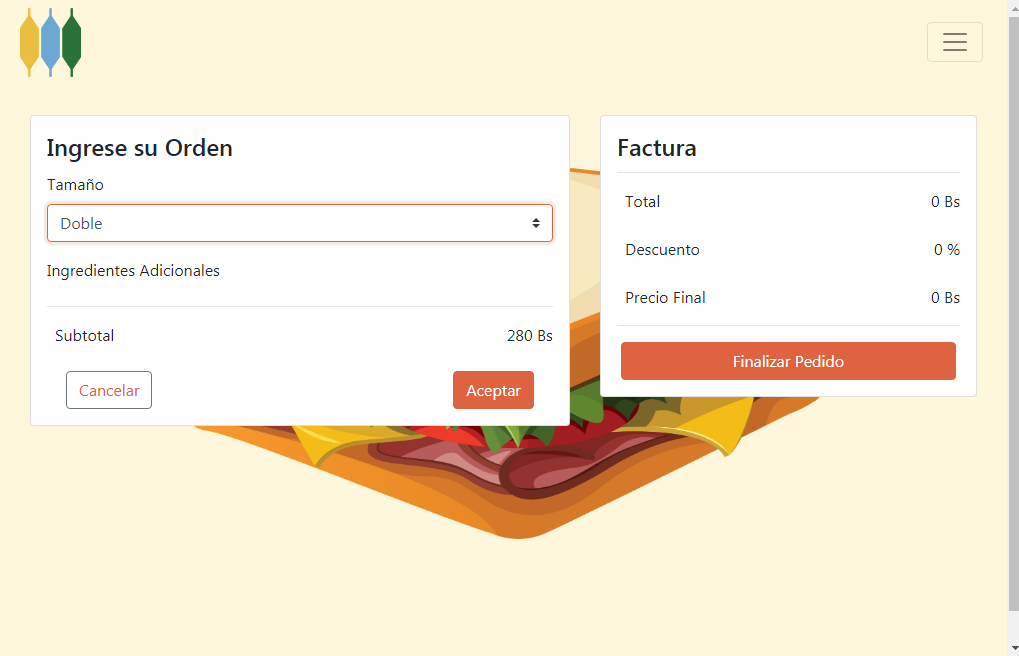 Ingrese su Orden
Tamaño
Doble
Ingredientes Adicionales
Subtotal 280 Bs
Cancelar Aceptar
Factura
Total 0 Bs
Descuento 0 %
Precio Final 0 Bs
Finalizar Pedido